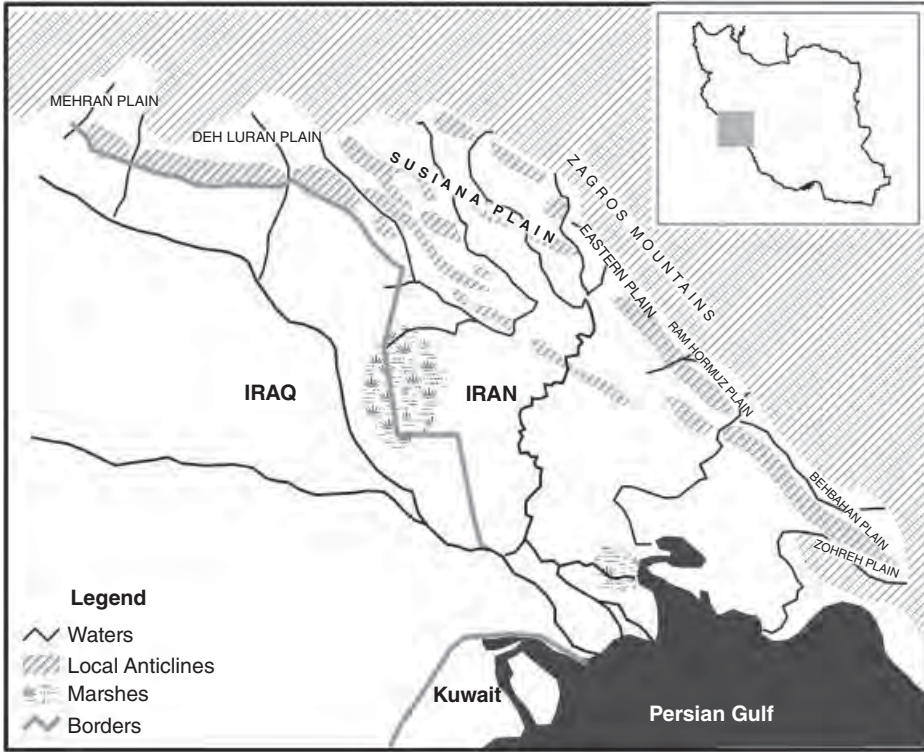 MEHRAN PLAIN
DEH LURAN PLAIN
SUSIANA PLAIN
ZAGROS MOUNTAINS
EASTERN PLAIN
RAM HORMUZ PLAIN
IRAQ
IRAN
BEHBAHAN PLAIN
ZOHREH PLAIN
Legend
Waters
Local Anticlines
Marshes
Borders
Kuwait
Persian Gulf